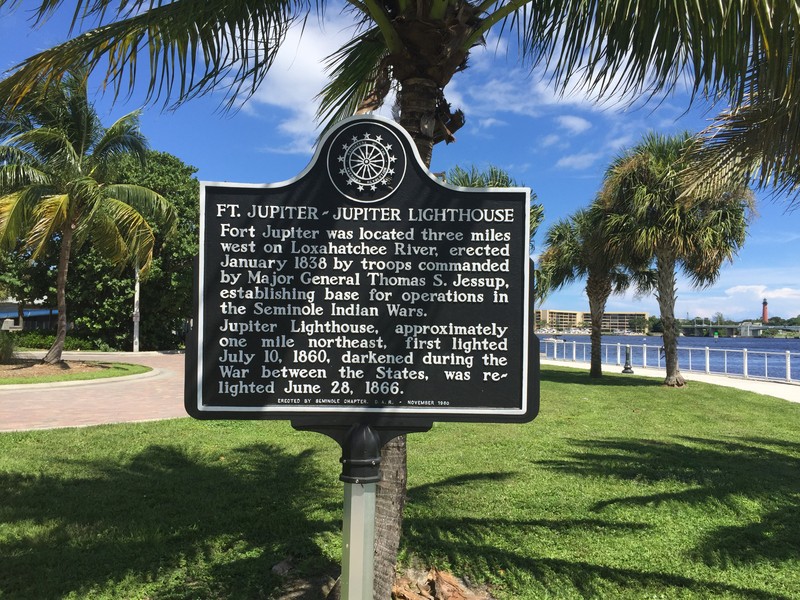 FT. JUPITER ~ JUPITER LIGHTHOUSE
Fort Jupiter was located three miles
west on Loxahatchee River, erected
January 1838 by troops commanded
by Major General Thomas S. Jessup,
establishing base for operations in
the Seminole Indian Wars.
Jupiter Lighthouse, approximately
one mile northeast, first lighted
July 10, 1860, darkened during the
War between the States, was re-
lighted June 28, 1866.
ERECTED BY SEMINOLE CHAPTER, D. A. R. - NOVEMBER 1960